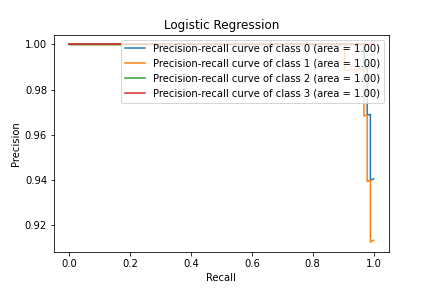 Logistic Regression
1.00
0.98
0.96
0.94
0.92
Precision
Precision-recall curve of class 0 (area = 1.00)
Precision-recall curve of class 1 (area = 1.00)
Precision-recall curve of class 2 (area = 1.00)
Precision-recall curve of class 3 (area = 1.00)
0.0 0.2 0.4 0.6 0.8 1.0
Recall